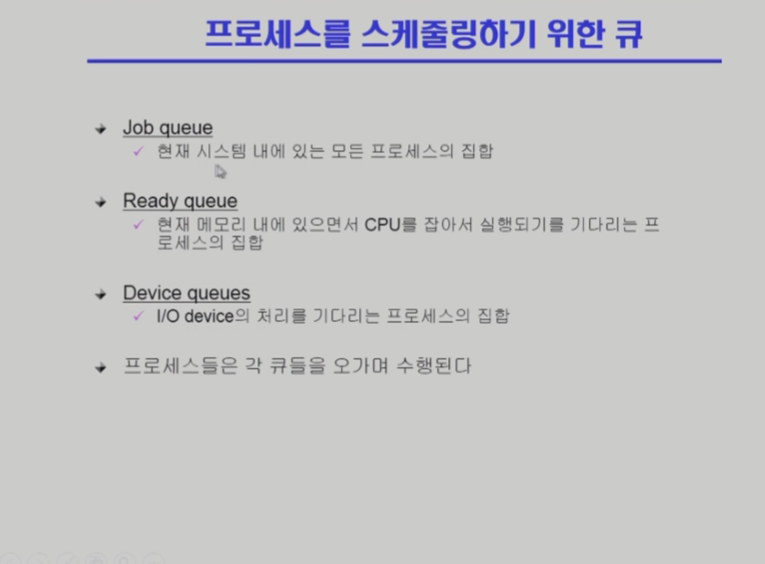 프로세스를 스케줄링하기 위한 큐
Job queue
현재 시스템 내에 있는 모든 프로세스의 집합
Ready queue
현재 메모리 내에 있으면서 CPU를 잡아서 실행되기를 기다리는 프
로세스의 집합
Device queues
I/O device의 처리를 기다리는 프로세스의 집합
프로세스들은 각 큐들을 오가며 수행된다